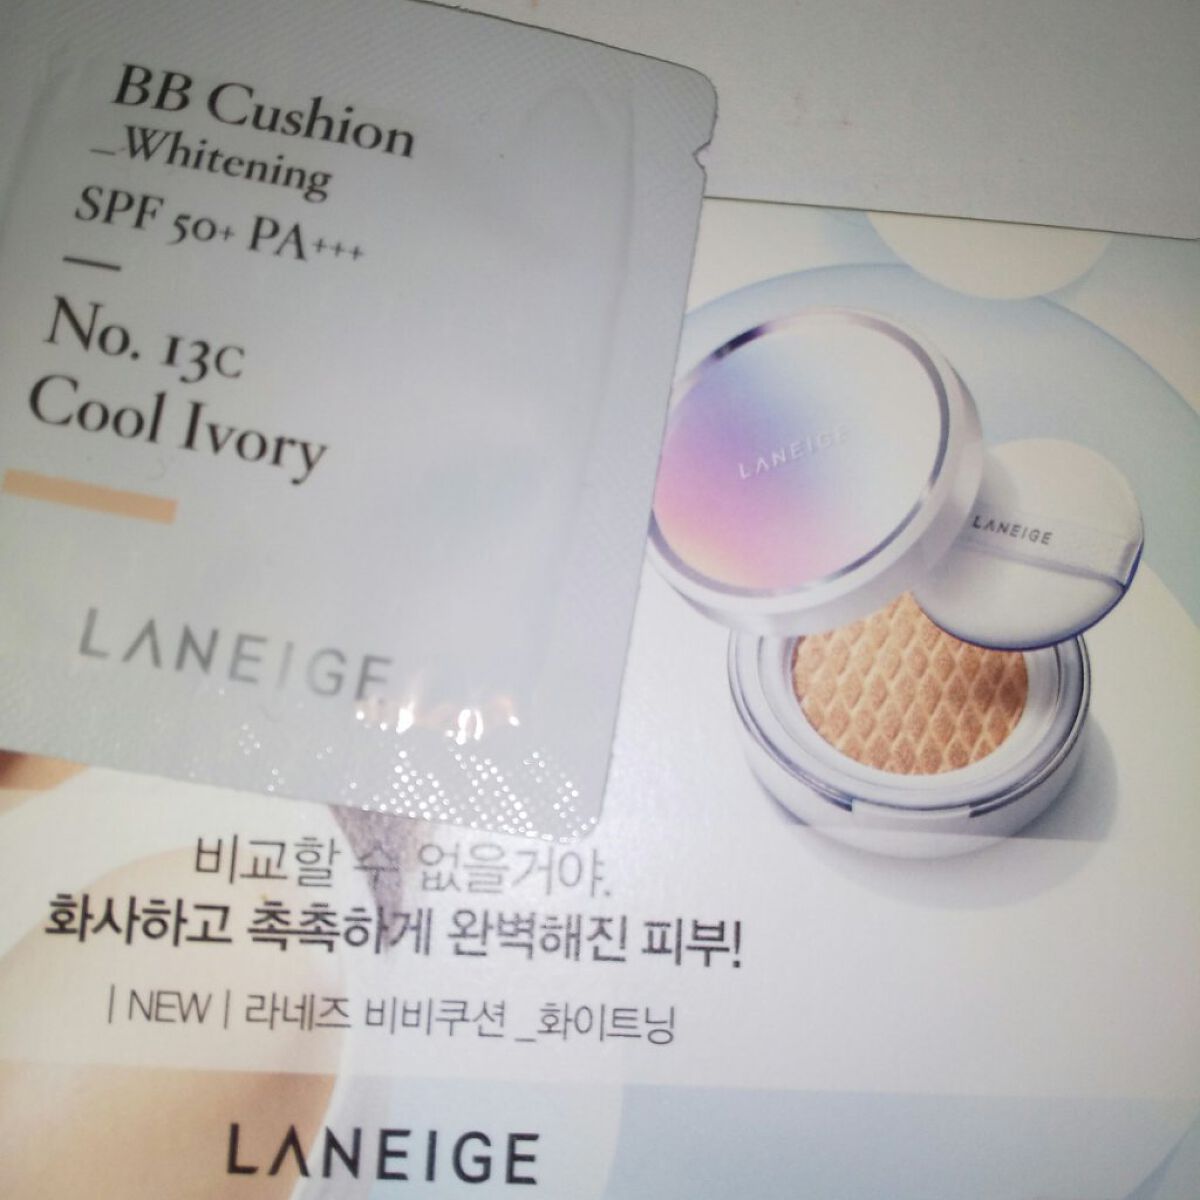 BB Cushion
_Whitening
SPF 50+ PA+++
No. 13C
Cool Ivory
LANEIGE
LANEIGE
LANEIGE
비교할 수 없을거야.
화사하고 촉촉하게 완벽해진 피부!
| NEW | 라네즈 비비쿠션 _화이트닝
LANEIGE